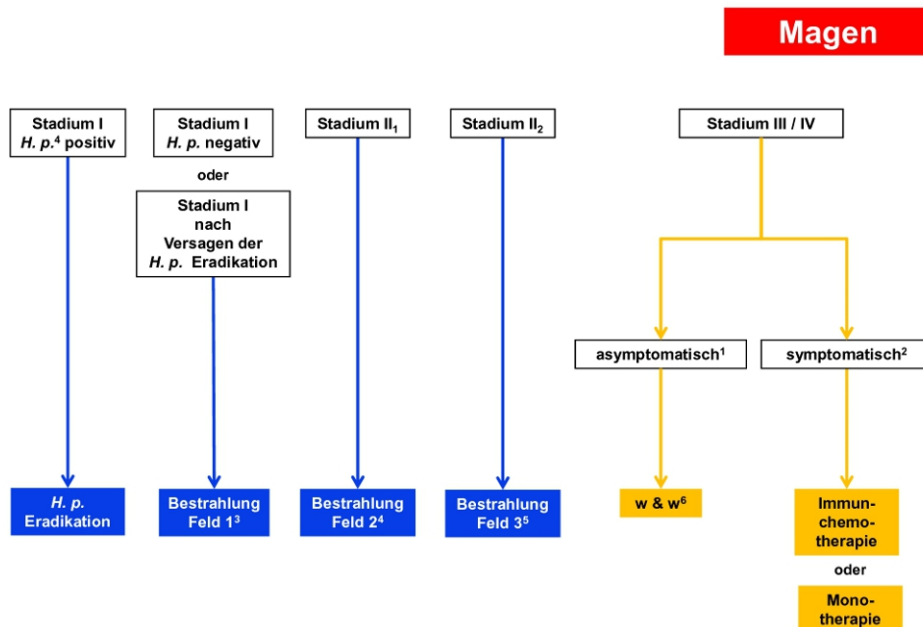 Magen
Stadium I
H. p.⁴ positiv
Stadium I
H. p. negativ
oder
Stadium I
nach
Versagen der
H. p. Eradikation
Stadium II₁
Stadium II₂
Stadium III / IV
asymptomatisch¹
symptomatisch²
H. p.
Eradikation
Bestrahlung
Feld 1³
Bestrahlung
Feld 2⁴
Bestrahlung
Feld 3⁵
w & w⁶
Immun-
chemo-
therapie
oder
Mono-
therapie